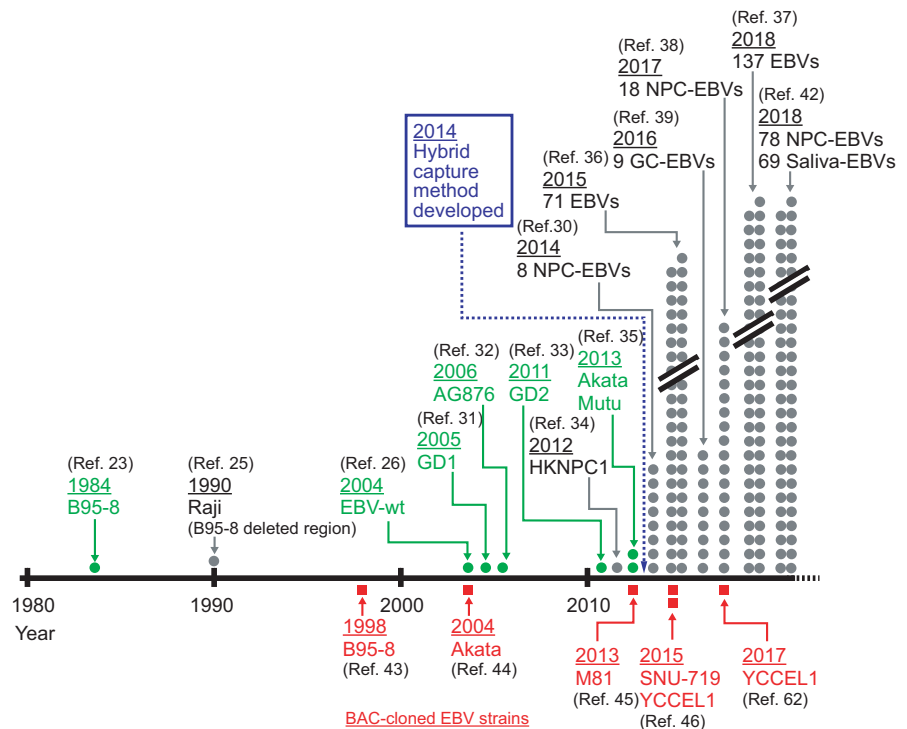 (Ref. 37)
2018
137 EBVs
(Ref. 38)
2017
18 NPC-EBVs
(Ref. 42)
2018
78 NPC-EBVs
69 Saliva-EBVs
(Ref. 39)
2016
9 GC-EBVs
2014
Hybrid
capture
method
developed
(Ref. 36)
2015
71 EBVs
(Ref.30)
2014
8 NPC-EBVs
(Ref. 35)
2013
Akata
Mutu
(Ref. 33)
2011
GD2
(Ref. 32)
2006
AG876
(Ref. 31)
2005
GD1
(Ref. 34)
2012
HKNPC1
(Ref. 23)
1984
B95-8
(Ref. 25)
1990
Raji
(B95-8 deleted region)
(Ref. 26)
2004
EBV-wt
1980
1990
2000
2010
Year
1998
B95-8
(Ref. 43)
2004
Akata
(Ref. 44)
2013
M81
(Ref. 45)
2015
SNU-719
YCCEL1
(Ref. 46)
2017
YCCEL1
(Ref. 62)
BAC-cloned EBV strains